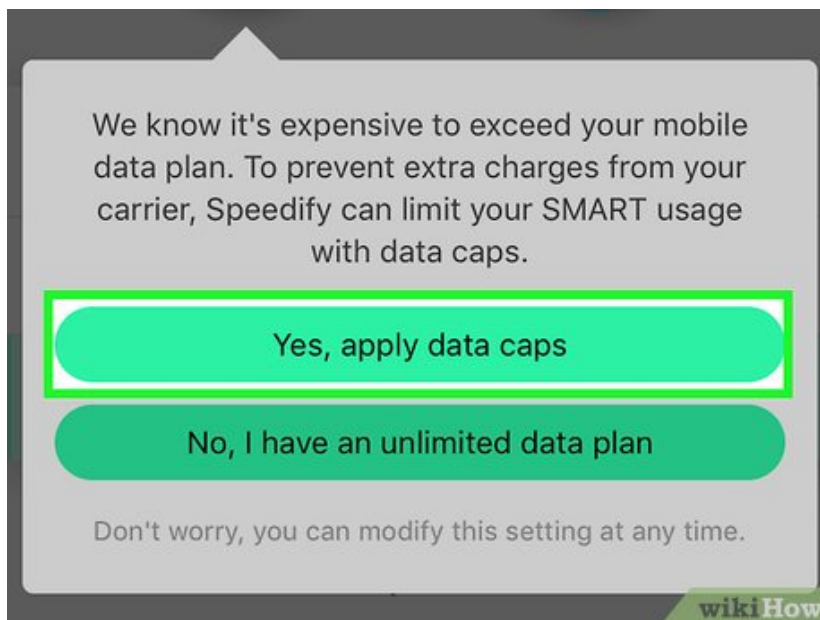 We know it's expensive to exceed your mobile
data plan. To prevent extra charges from your
carrier, Speedify can limit your SMART usage
with data caps.
Yes, apply data caps
No, I have an unlimited data plan
Don't worry, you can modify this setting at any time.
wikiHow